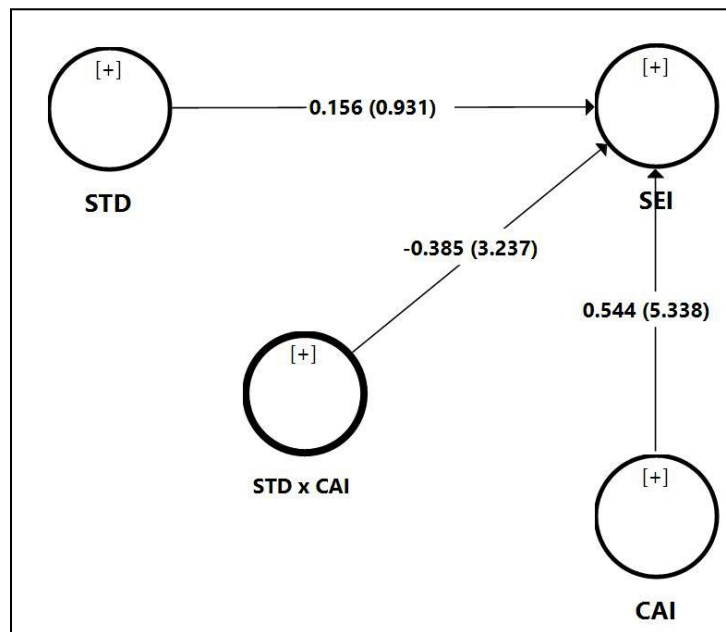 [+]
[+]
0.156 (0.931)
STD
SEI
-0.385 (3.237)
0.544 (5.338)
[+]
STD x CAI
[+]
CAI